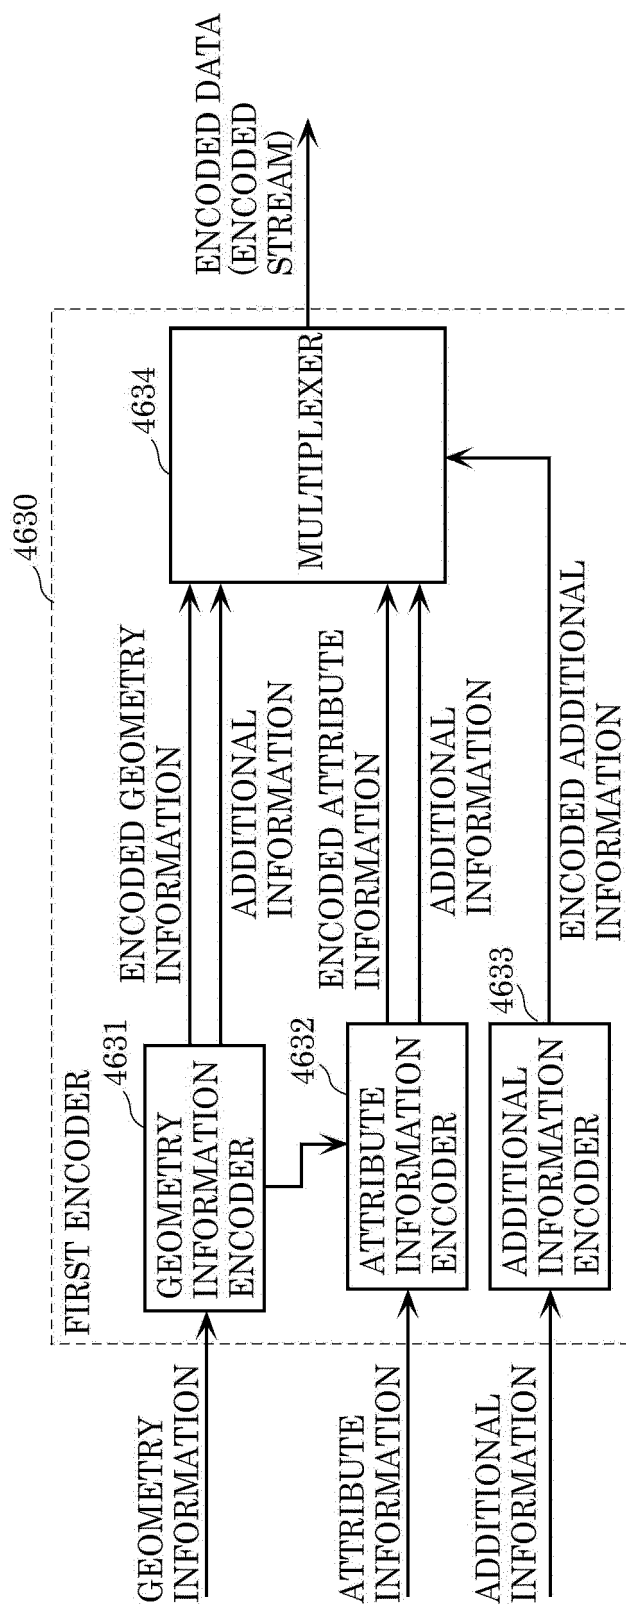 4630
FIRST ENCODER
GEOMETRY
INFORMATION
4631
GEOMETRY
INFORMATION
ENCODER
ENCODED GEOMETRY
INFORMATION
ADDITIONAL
INFORMATION
4634
MULTIPLEXER
ENCODED DATA
(ENCODED
STREAM)
ATTRIBUTE
INFORMATION
4632
ATTRIBUTE
INFORMATION
ENCODER
ENCODED ATTRIBUTE
INFORMATION
ADDITIONAL
INFORMATION
ADDITIONAL
INFORMATION
4633
ADDITIONAL
INFORMATION
ENCODER
ENCODED ADDITIONAL
INFORMATION